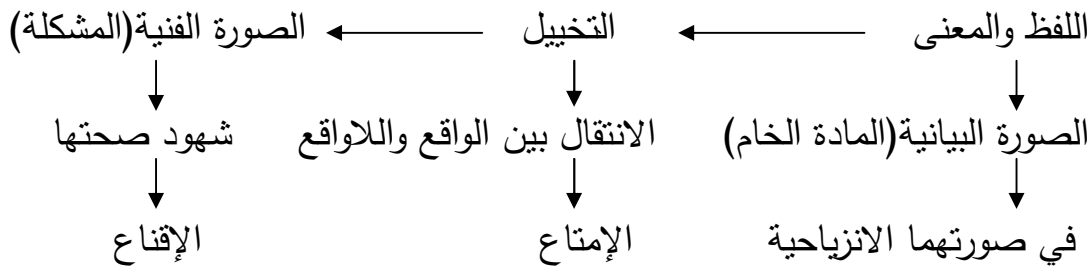 اللفظ والمعنى التخييل الصورة الفنية(المشكلة)
الصورة البيانية(المادة الخام) الانتقال بين الواقع واللاواقع شهود صحتها
في صورتهما الانزياحية الإمتاع الإقناع